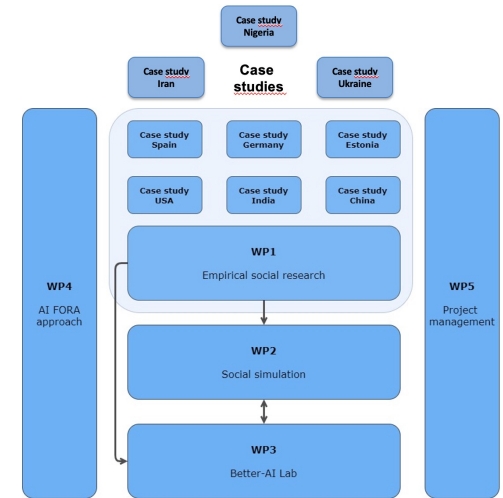 Case study
Nigeria
Case study
Iran
Case
studies
Case study
Ukraine
Case study
Spain
Case study
Germany
Case study
Estonia
Case study
USA
Case study
India
Case study
China
WP1
Empirical social research
WP4
AI FORA
approach
WP5
Project
management
WP2
Social simulation
WP3
Better-AI Lab